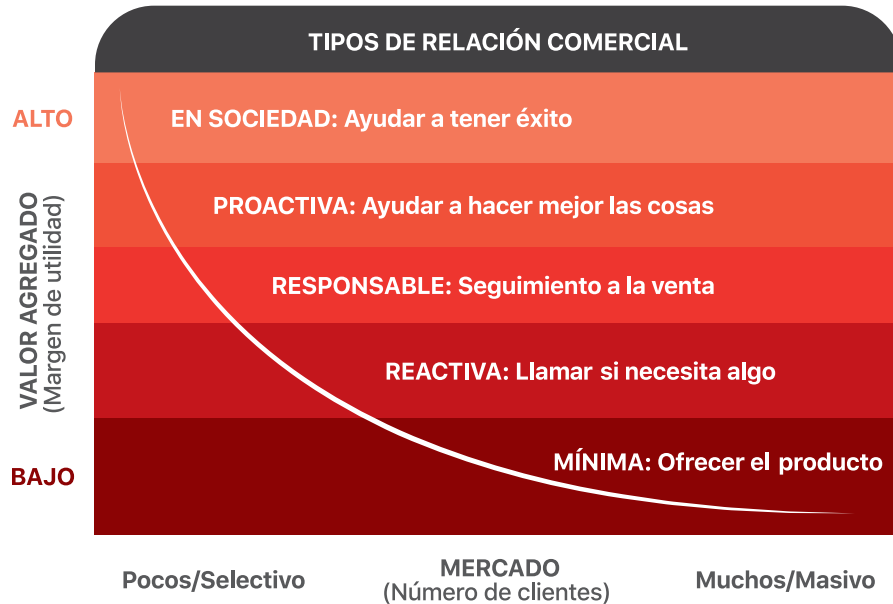 TIPOS DE RELACIÓN COMERCIAL
ALTO
EN SOCIEDAD: Ayudar a tener éxito
PROACTIVA: Ayudar a hacer mejor las cosas
VALOR AGREGADO
(Margen de utilidad)
RESPONSABLE: Seguimiento a la venta
REACTIVA: Llamar si necesita algo
BAJO
MÍNIMA: Ofrecer el producto
Pocos/Selectivo
MERCADO
(Número de clientes)
Muchos/Masivo